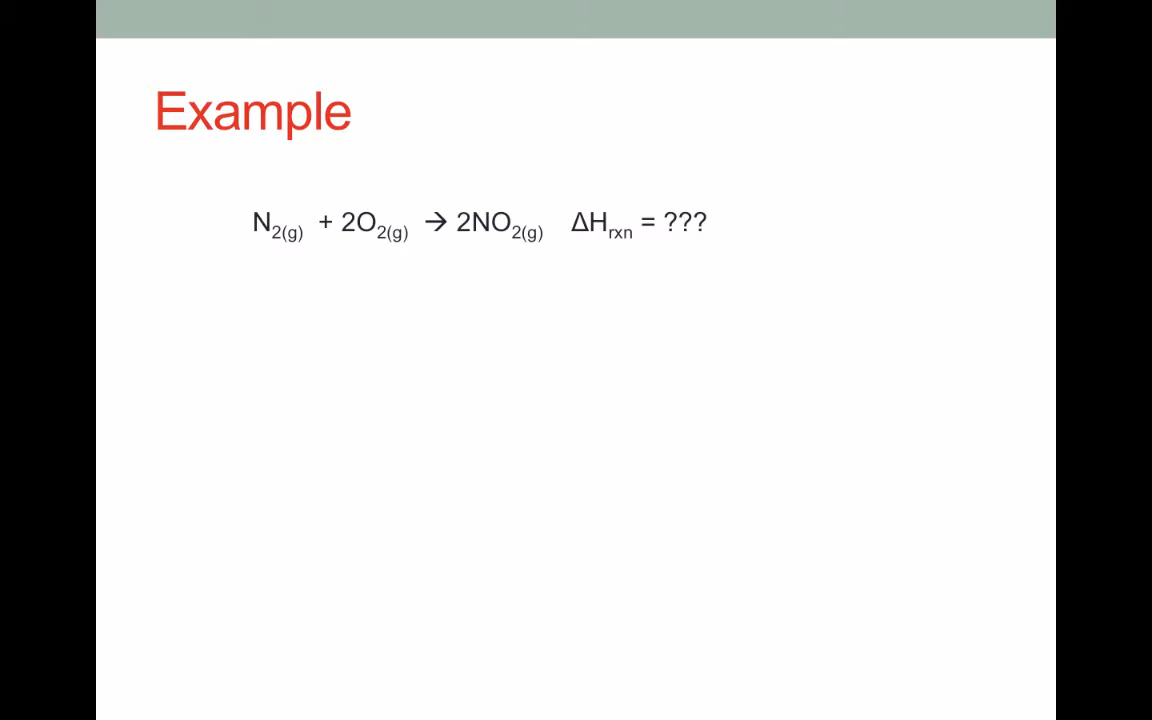 Example
N₂(g) + 2O₂(g) → 2NO₂(g) ΔHrxn = ???